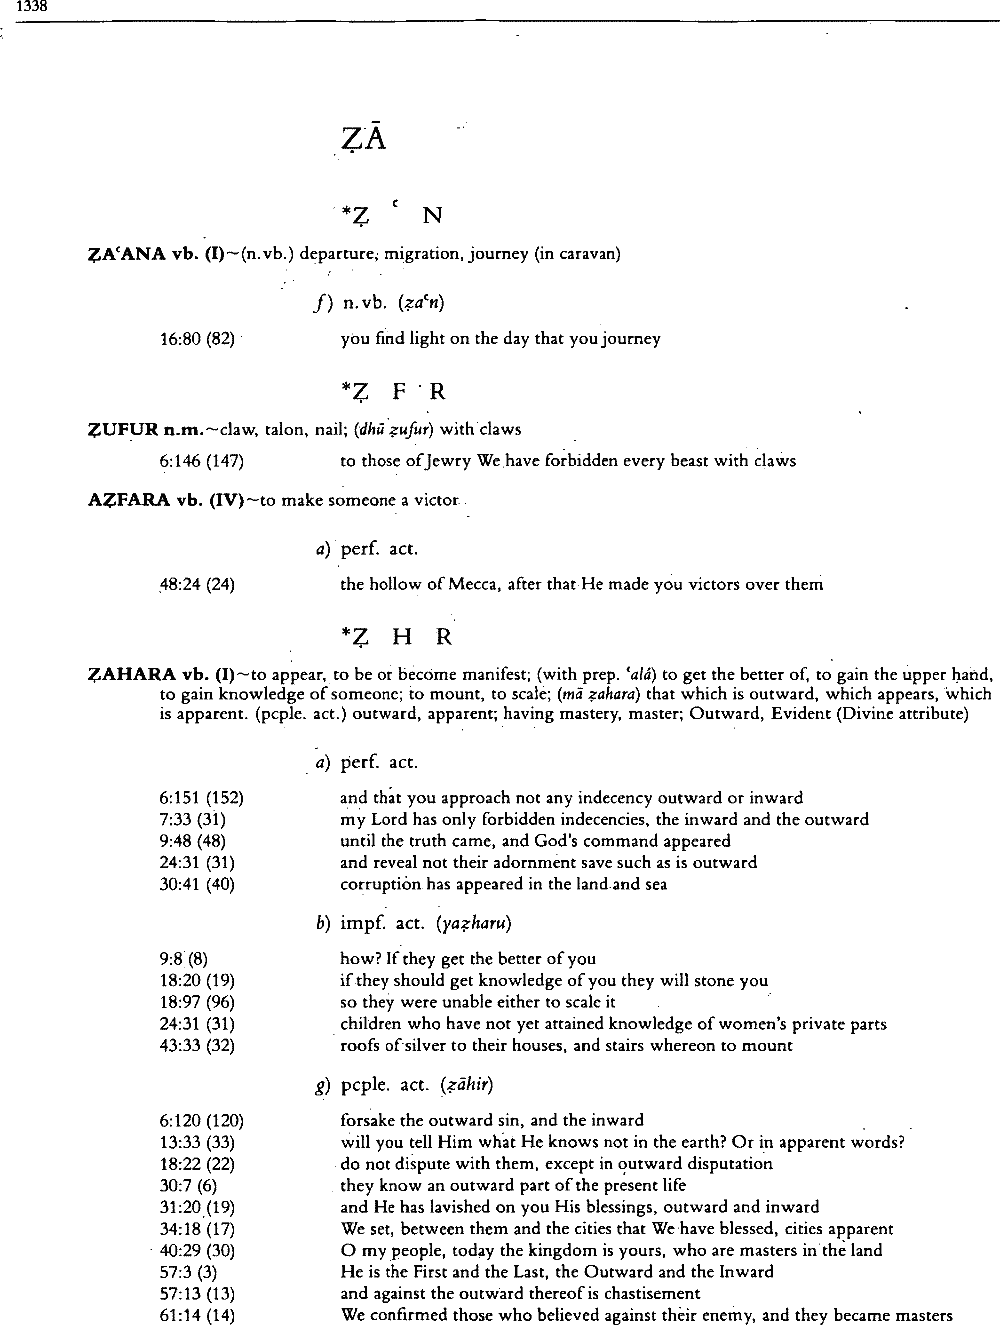 1338
ẒĀ
*Ẓ ʿ N
ẒAʿANA vb. (I)~(n.vb.) departure, migration, journey (in caravan)
f) n.vb. (ẓaʿn)
16:80 (82) you find light on the day that you journey
*Ẓ F R
ẒUFUR n.m.~claw, talon, nail; (dhū ẓufur) with claws
6:146 (147) to those of Jewry We have forbidden every beast with claws
AẒFARA vb. (IV)~to make someone a victor
a) perf. act.
48:24 (24) the hollow of Mecca, after that He made you victors over them
*Ẓ H R
ẒAHARA vb. (I)~to appear, to be or become manifest; (with prep. ʿalá) to get the better of, to gain the upper hand,
to gain knowledge of someone; to mount, to scale; (mā ẓahara) that which is outward, which appears, which
is apparent. (pcple. act.) outward, apparent; having mastery, master; Outward, Evident (Divine attribute)
a) perf. act.
6:151 (152) and that you approach not any indecency outward or inward
7:33 (31) my Lord has only forbidden indecencies, the inward and the outward
9:48 (48) until the truth came, and God's command appeared
24:31 (31) and reveal not their adornment save such as is outward
30:41 (40) corruption has appeared in the land and sea
b) impf. act. (yaẓharu)
9:8 (8) how? If they get the better of you
18:20 (19) if they should get knowledge of you they will stone you
18:97 (96) so they were unable either to scale it
24:31 (31) children who have not yet attained knowledge of women's private parts
43:33 (32) roofs of silver to their houses, and stairs whereon to mount
g) pcple. act. (ẓāhir)
6:120 (120) forsake the outward sin, and the inward
13:33 (33) will you tell Him what He knows not in the earth? Or in apparent words?
18:22 (22) do not dispute with them, except in outward disputation
30:7 (6) they know an outward part of the present life
31:20 (19) and He has lavished on you His blessings, outward and inward
34:18 (17) We set, between them and the cities that We have blessed, cities apparent
40:29 (30) O my people, today the kingdom is yours, who are masters in the land
57:3 (3) He is the First and the Last, the Outward and the Inward
57:13 (13) and against the outward thereof is chastisement
61:14 (14) We confirmed those who believed against their enemy, and they became masters